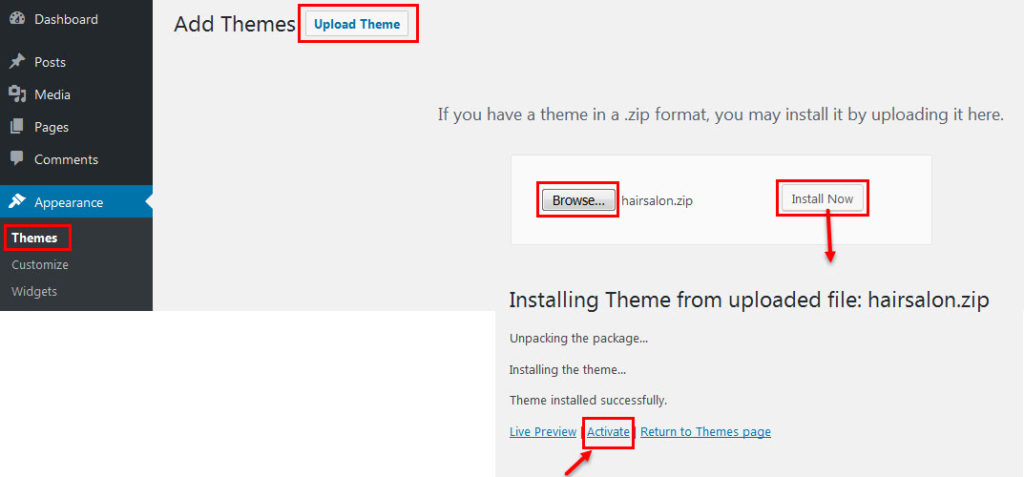 Dashboard
Posts
Media
Pages
Comments
Appearance
Themes
Customize
Widgets
Add Themes Upload Theme
If you have a theme in a .zip format, you may install it by uploading it here.
Browse... hairsalon.zip Install Now
Installing Theme from uploaded file: hairsalon.zip
Unpacking the package...
Installing the theme...
Theme installed successfully.
Live Preview | Activate | Return to Themes page